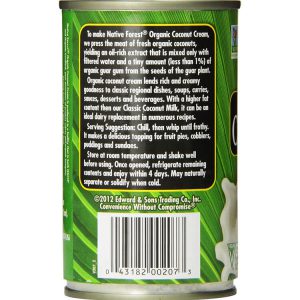 To make Native Forest® Organic Coconut Cream,
we press the meat of fresh organic coconuts,
yielding an oil-rich extract that is mixed only with
filtered water and a tiny amount (less than 1%) of
organic guar gum from the seeds of the guar plant.
Organic coconut cream lends rich and creamy
goodness to classic regional dishes, soups, curries,
sauces, desserts and beverages. With a higher fat
content then our Classic Coconut Milk, it can be an
ideal dairy replacement in numerous recipes.
Serving Suggestion: Chill, then whip until frothy.
It makes a delicious topping for fruit pies, cobblers,
puddings and sundaes.
Store at room temperature and shake well
before using. Once opened, refrigerate remaining
contents and enjoy within 4 days. May naturally
separate or solidify when cold.
©2012 Edward & Sons Trading Co., Inc.
Convenience Without Compromise®.
0 43182 00207 3